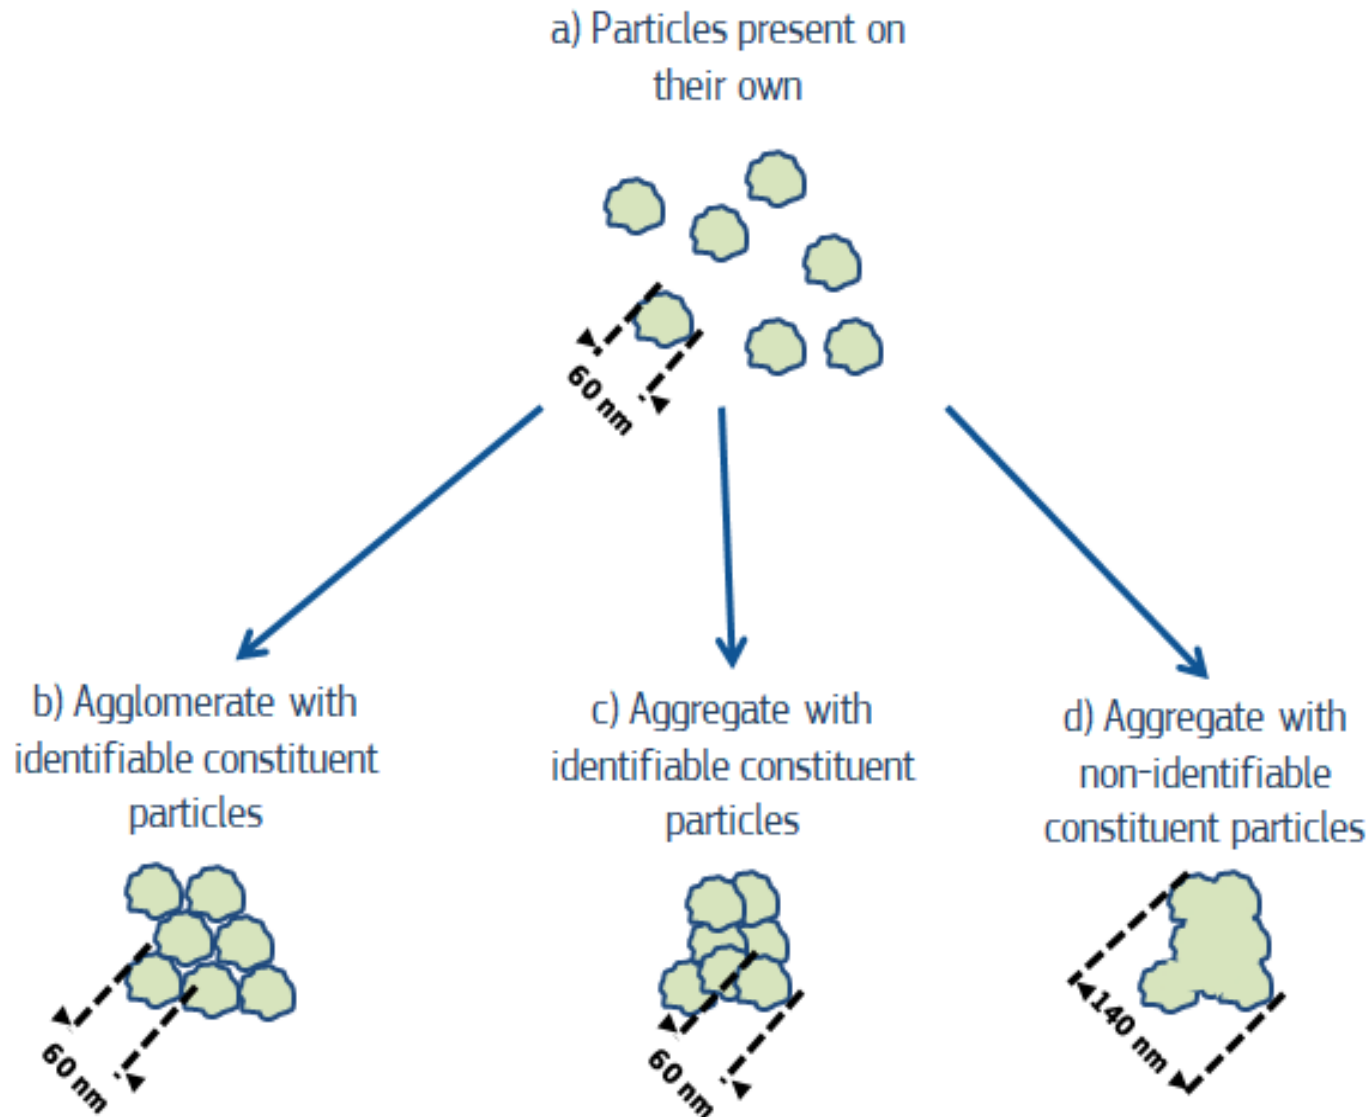 a) Particles present on
their own
60 nm
b) Agglomerate with
identifiable constituent
particles
60 nm
c) Aggregate with
identifiable constituent
particles
60 nm
d) Aggregate with
non-identifiable
constituent particles
140 nm